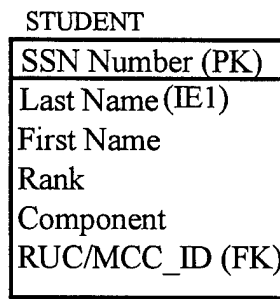 STUDENT
SSN Number (PK)
Last Name (IE1)
First Name
Rank
Component
RUC/MCC_ID (FK)